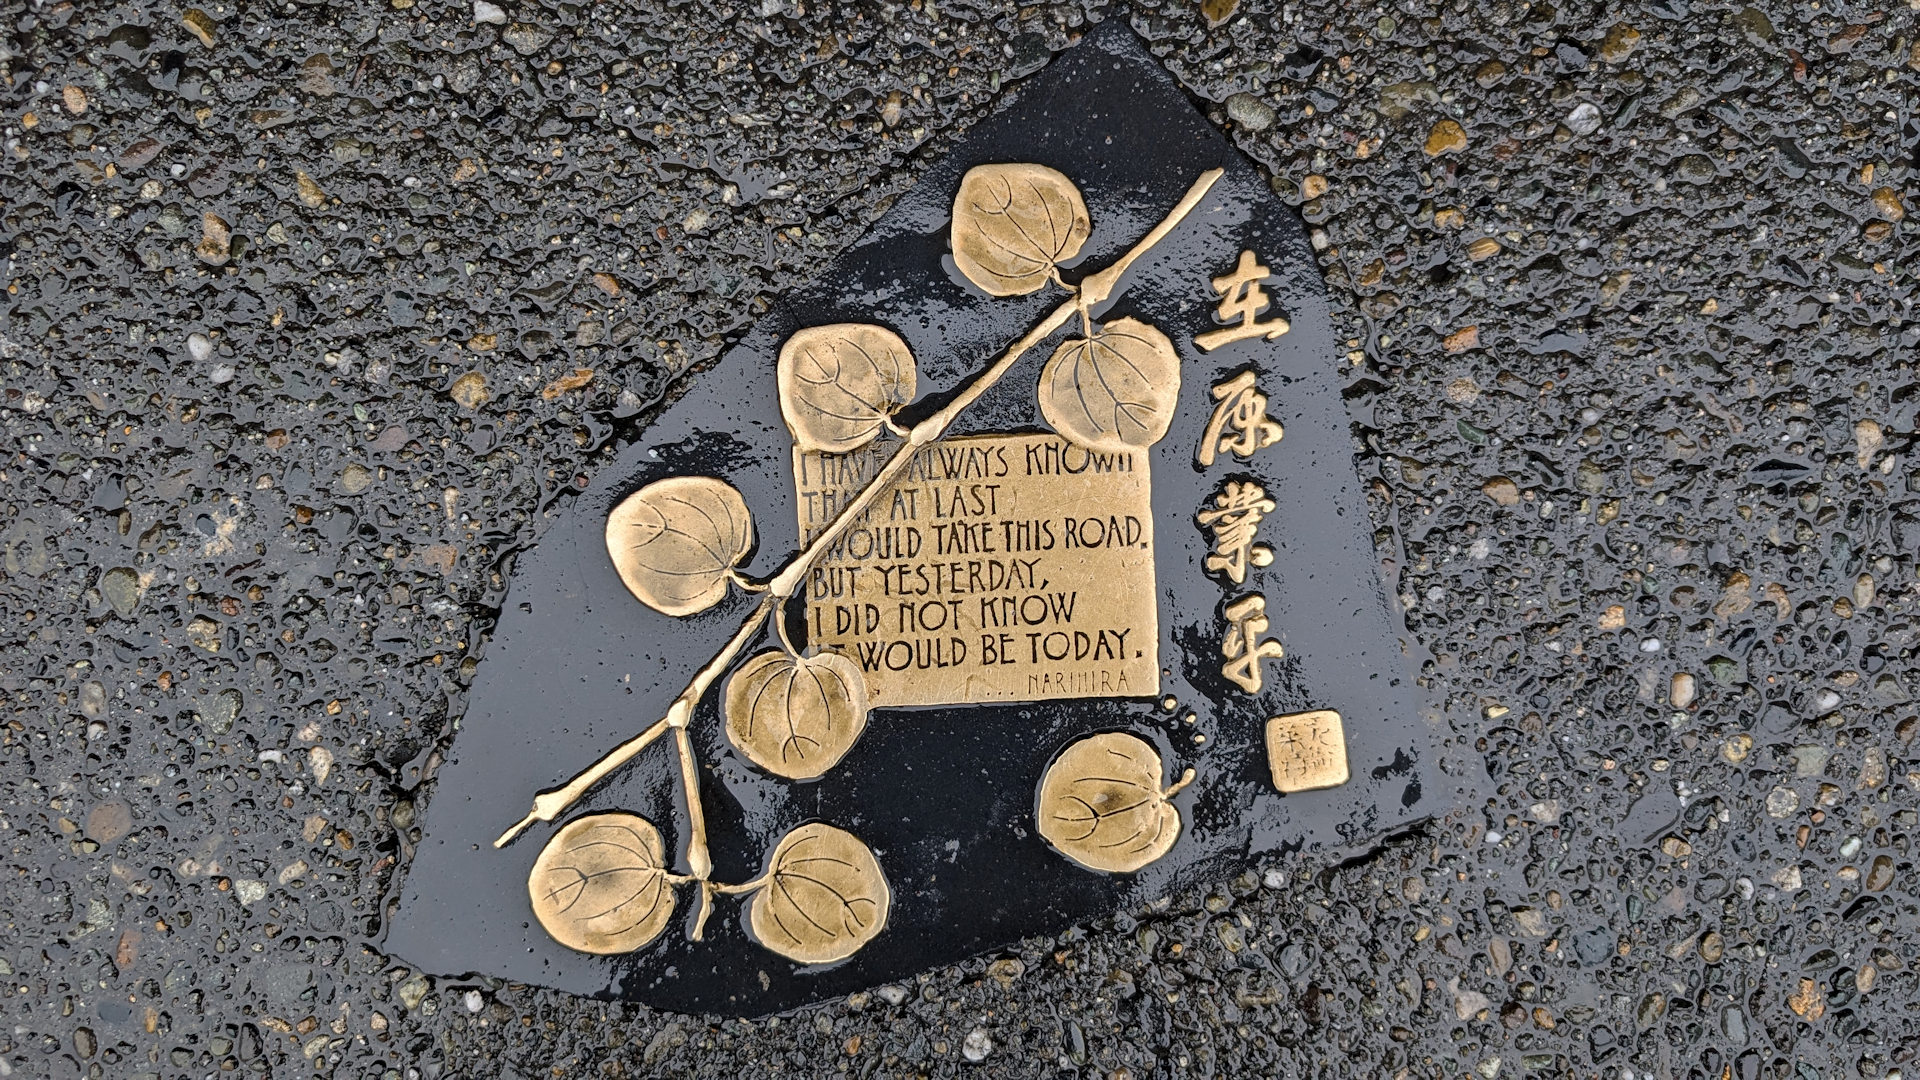 I HAVE ALWAYS KNOWN
THAT AT LAST
I WOULD TAKE THIS ROAD.
BUT YESTERDAY,
I DID NOT KNOW
IT WOULD BE TODAY.
... NARIHIRA
在原業平